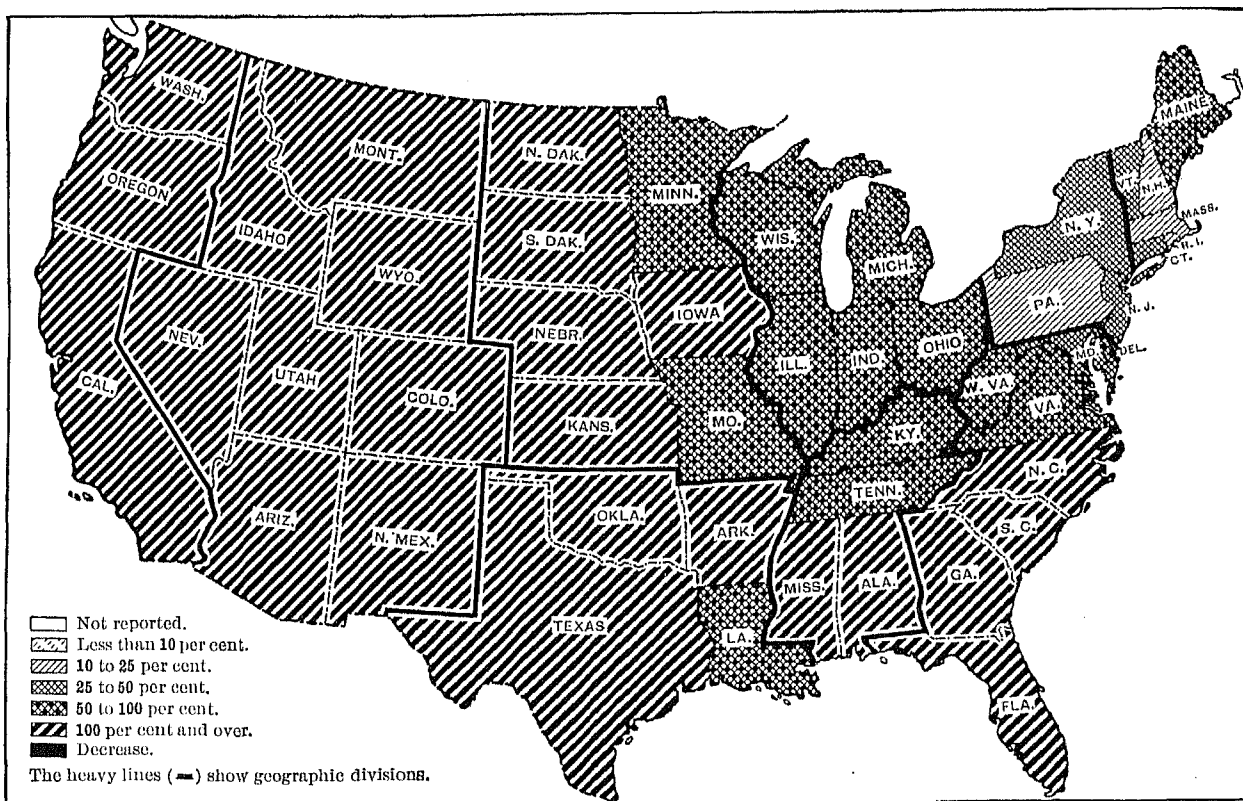 WASH.
MONT.
N. DAK.
MINN.
MAINE
OREGON
IDAHO
S. DAK.
WIS.
MICH.
N.Y.
VT.
N.H.
MASS.
R.I.
CT.
WYO.
NEBR.
IOWA
PA.
N.J.
NEV.
UTAH
COLO.
KANS.
MO.
ILL.
IND.
OHIO
W. VA.
VA.
MD.
DEL.
CAL.
KY.
TENN.
N.C.
S.C.
ARIZ.
N. MEX.
OKLA.
ARK.
MISS.
ALA.
GA.
TEXAS
LA.
FLA.
Not reported.
Less than 10 per cent.
10 to 25 per cent.
25 to 50 per cent.
50 to 100 per cent.
100 per cent and over.
Decrease.
The heavy lines (▬) show geographic divisions.